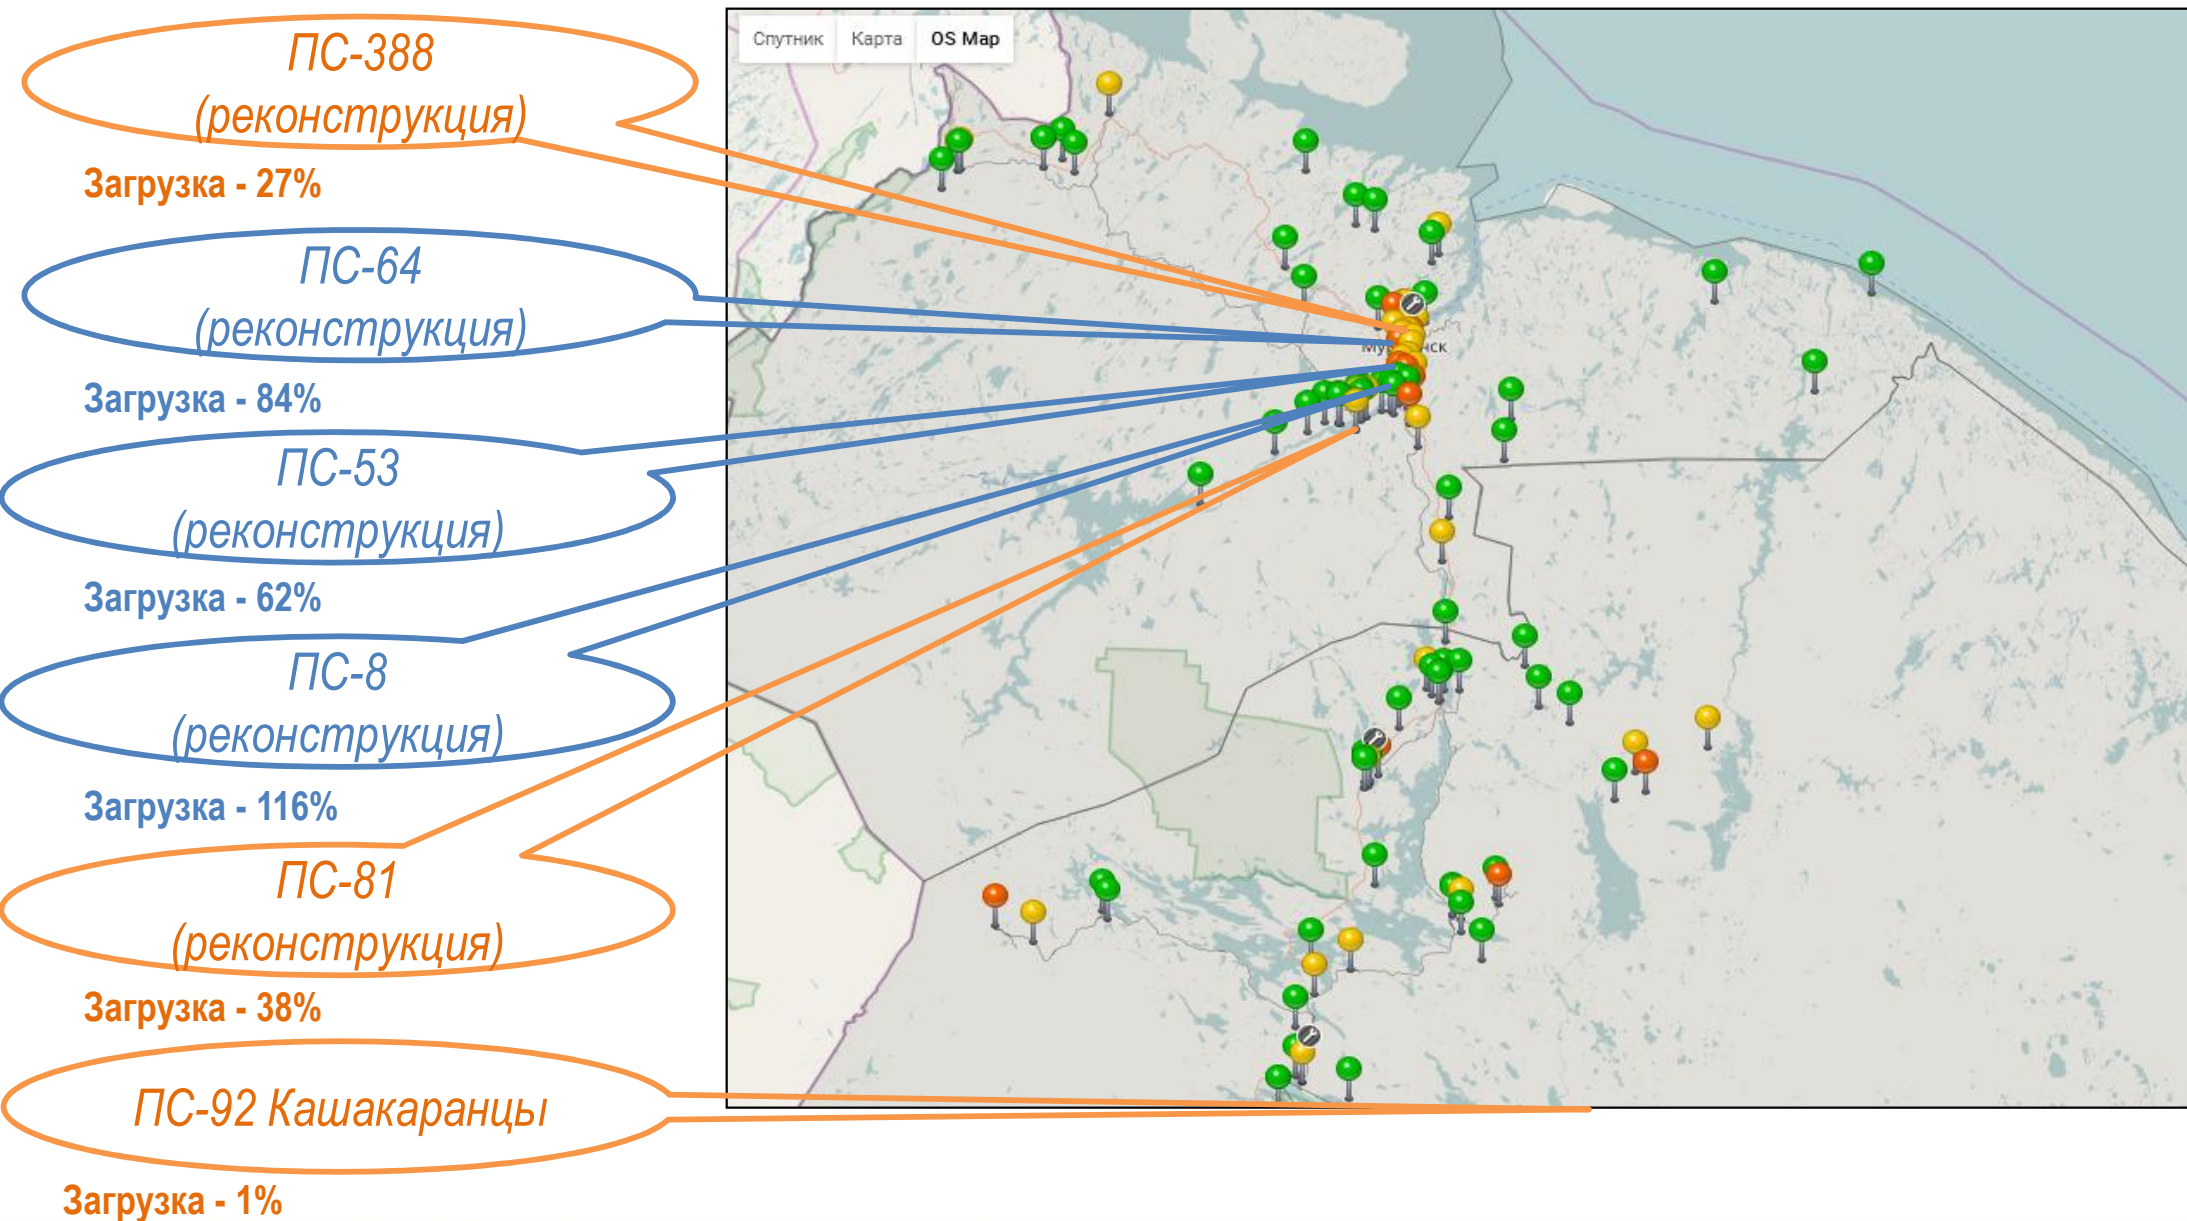 ПС-388
(реконструкция)
Загрузка - 27%
ПС-64
(реконструкция)
Загрузка - 84%
ПС-53
(реконструкция)
Загрузка - 62%
ПС-8
(реконструкция)
Загрузка - 116%
ПС-81
(реконструкция)
Загрузка - 38%
ПС-92 Кашакаранцы
Загрузка - 1%
Спутник Карта OS Map